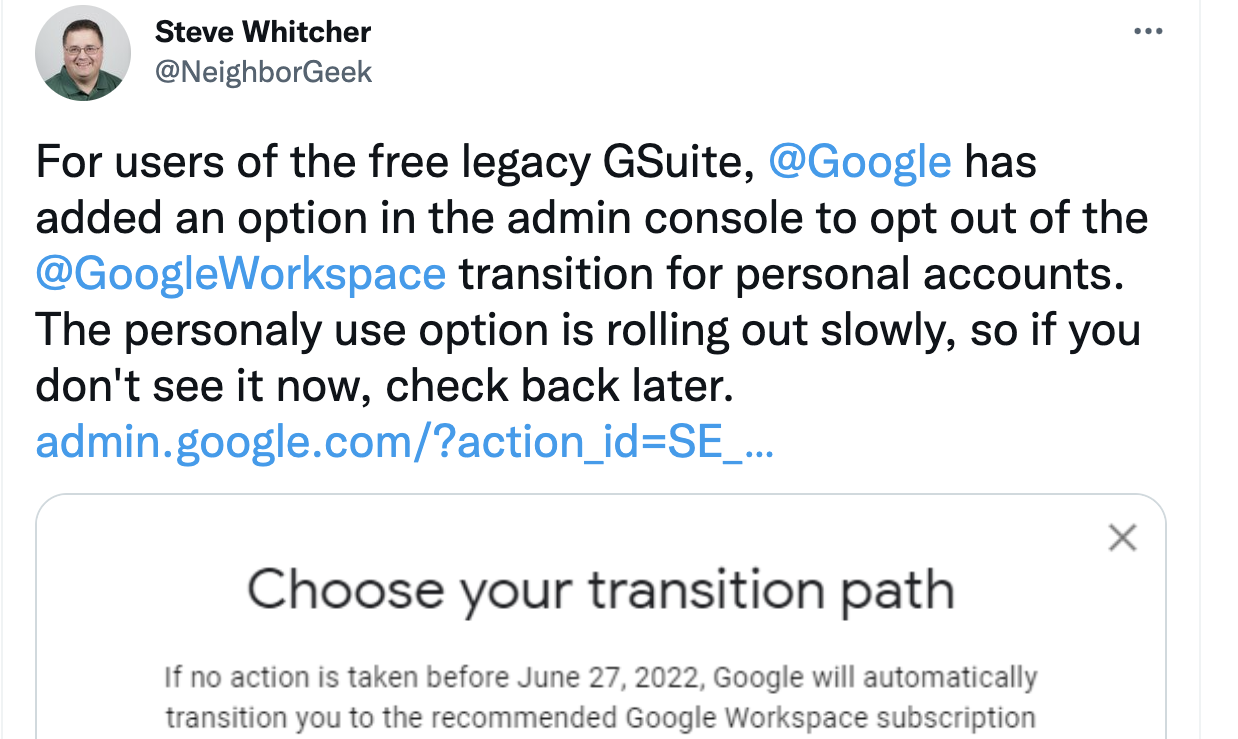 Steve Whitcher
@NeighborGeek
For users of the free legacy GSuite, @Google has
added an option in the admin console to opt out of the
@GoogleWorkspace transition for personal accounts.
The personaly use option is rolling out slowly, so if you
don't see it now, check back later.
admin.google.com/?action_id=SE_…
Choose your transition path
If no action is taken before June 27, 2022, Google will automatically
transition you to the recommended Google Workspace subscription